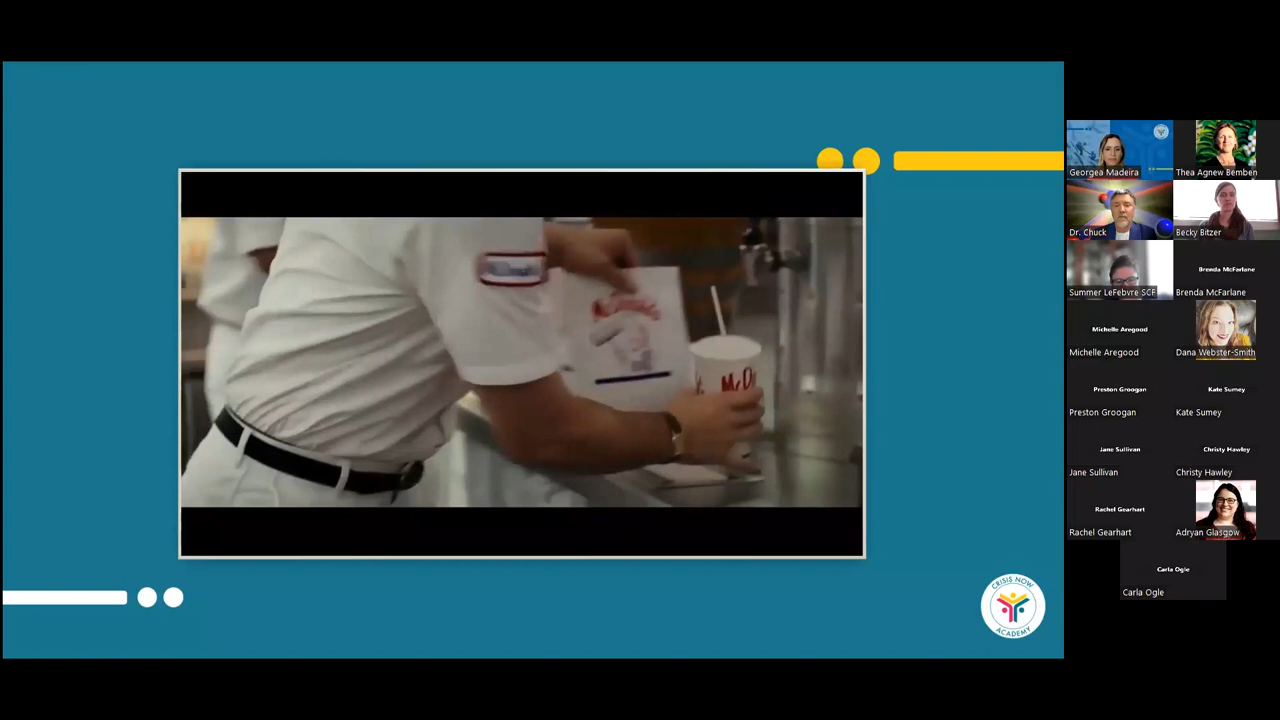 McD
CRISIS NOW
ACADEMY
Georgea Madeira
Thea Agnew Bemben
Dr. Chuck
Becky Bitzer
Summer LeFebvre SCF
Brenda McFarlane
Brenda McFarlane
Michelle Aregood
Michelle Aregood
Dana Webster-Smith
Preston Groogan
Preston Groogan
Kate Sumey
Kate Sumey
Jane Sullivan
Jane Sullivan
Christy Hawley
Christy Hawley
Rachel Gearhart
Rachel Gearhart
Adryan Glasgow
Carla Ogle
Carla Ogle